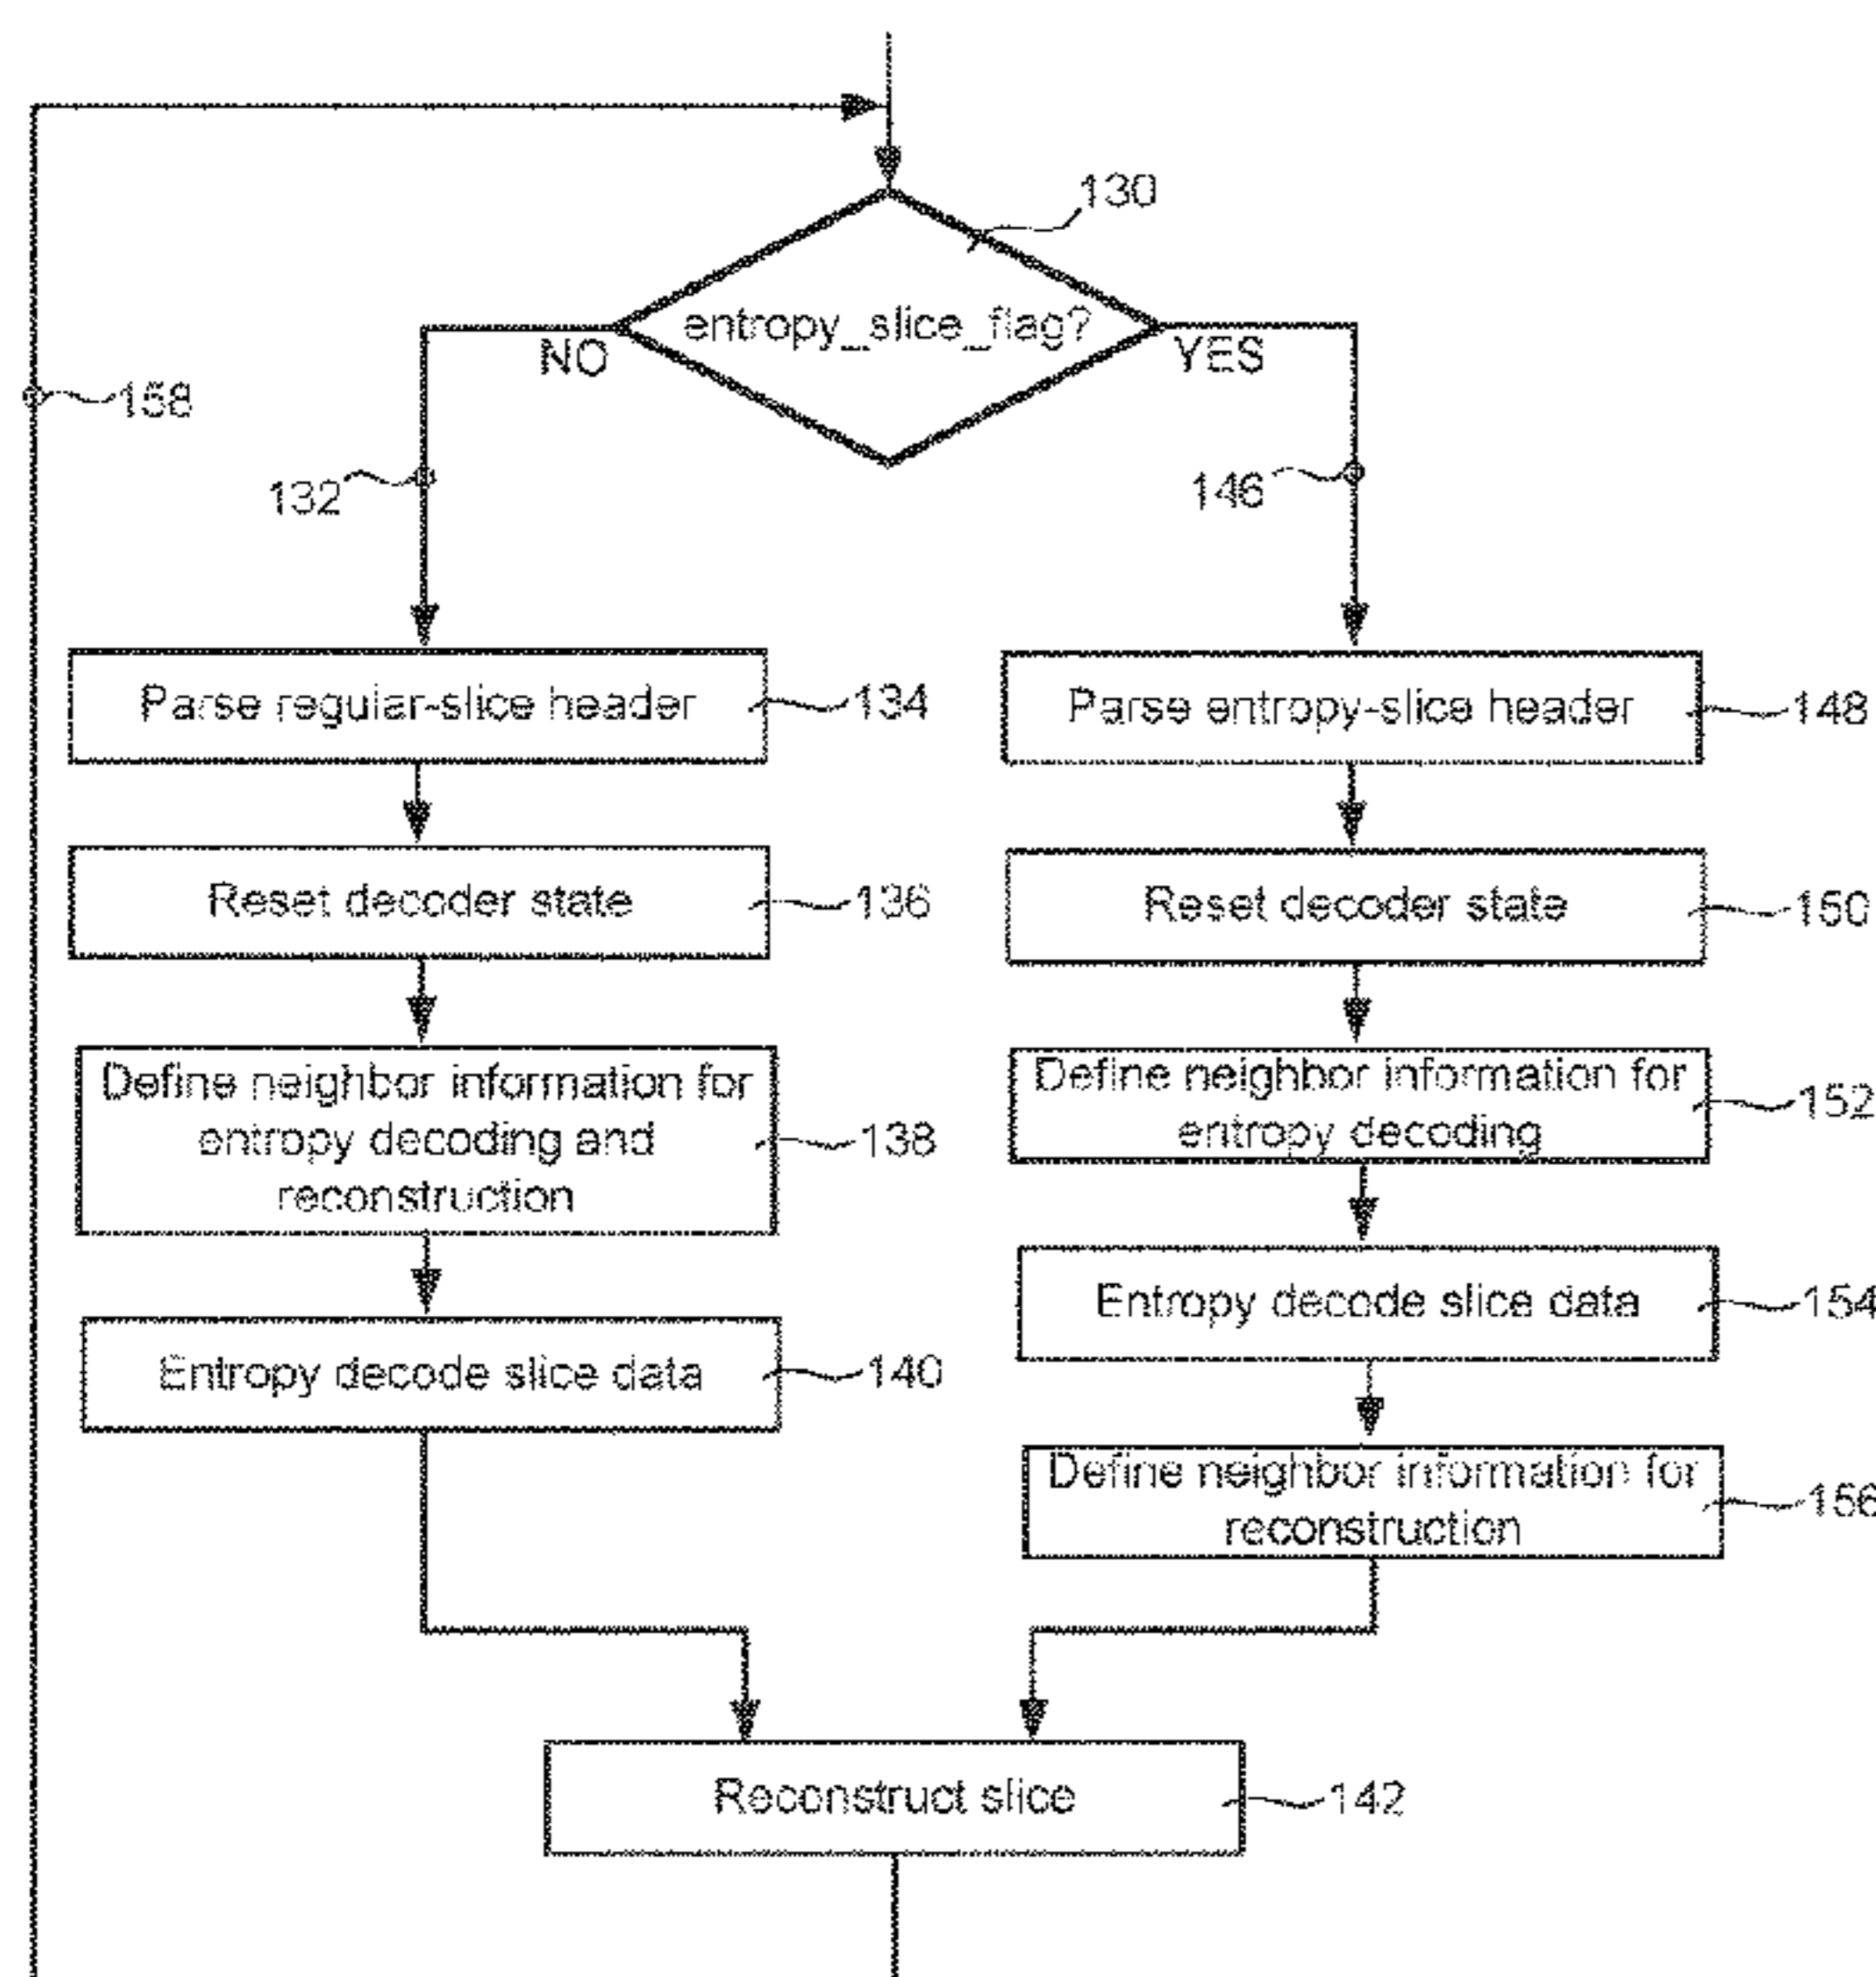 130
entropy_slice_flag?
NO
YES
158
132
146
Parse regular-slice header
134
Parse entropy-slice header
148
Reset decoder state
136
Reset decoder state
150
Define neighbor information for
entropy decoding and
reconstruction
138
Define neighbor information for
entropy decoding
152
Entropy decode slice data
154
Entropy decode slice data
140
Define neighbor information for
reconstruction
156
Reconstruct slice
142